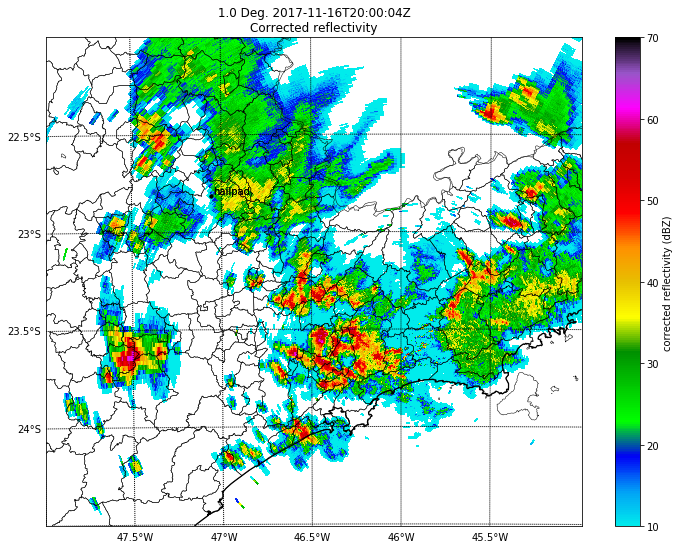 1.0 Deg. 2017-11-16T20:00:04Z
Corrected reflectivity
22.5°S
23°S
23.5°S
24°S
47.5°W
47°W
46.5°W
46°W
45.5°W
hailpad
70
60
50
40
30
20
10
corrected reflectivity (dBZ)